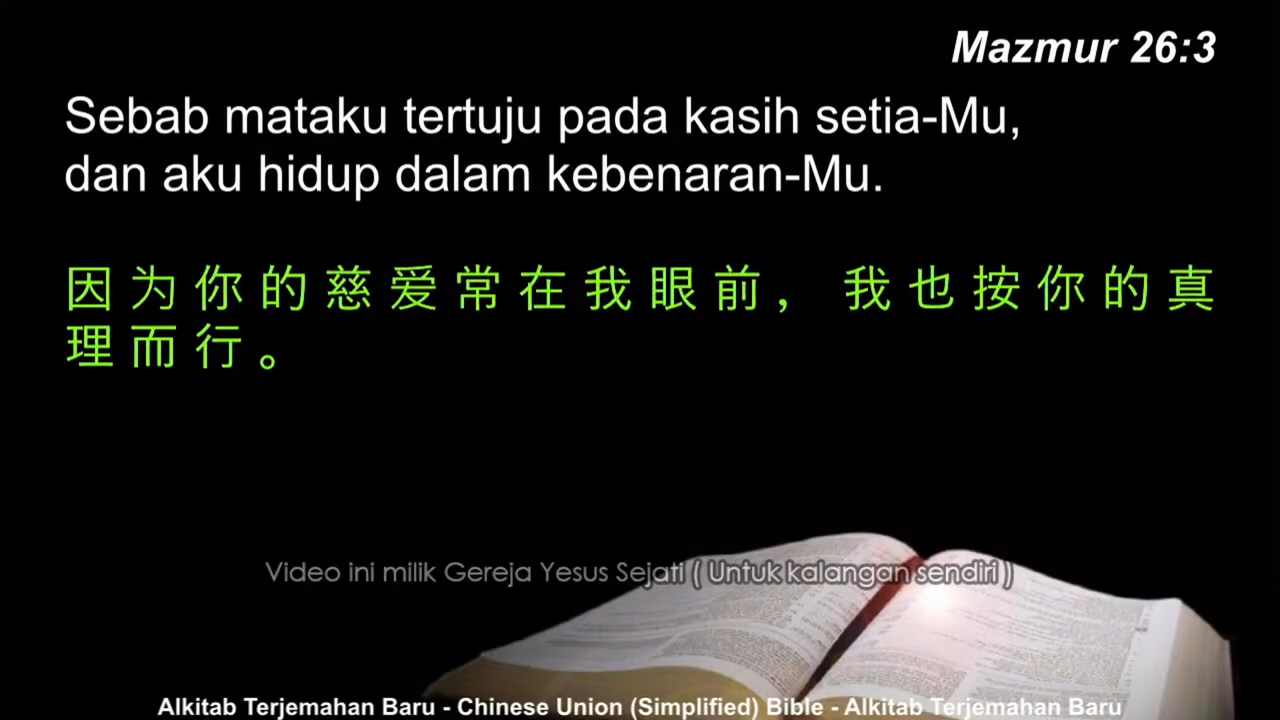 Mazmur 26:3
Sebab mataku tertuju pada kasih setia-Mu,
dan aku hidup dalam kebenaran-Mu.
因为你的慈爱常在我眼前， 我也按你的真
理而行。
Video ini milik Gereja Yesus Sejati ( Untuk kalangan sendiri )
Alkitab Terjemahan Baru - Chinese Union (Simplified) Bible - Alkitab Terjemahan Baru